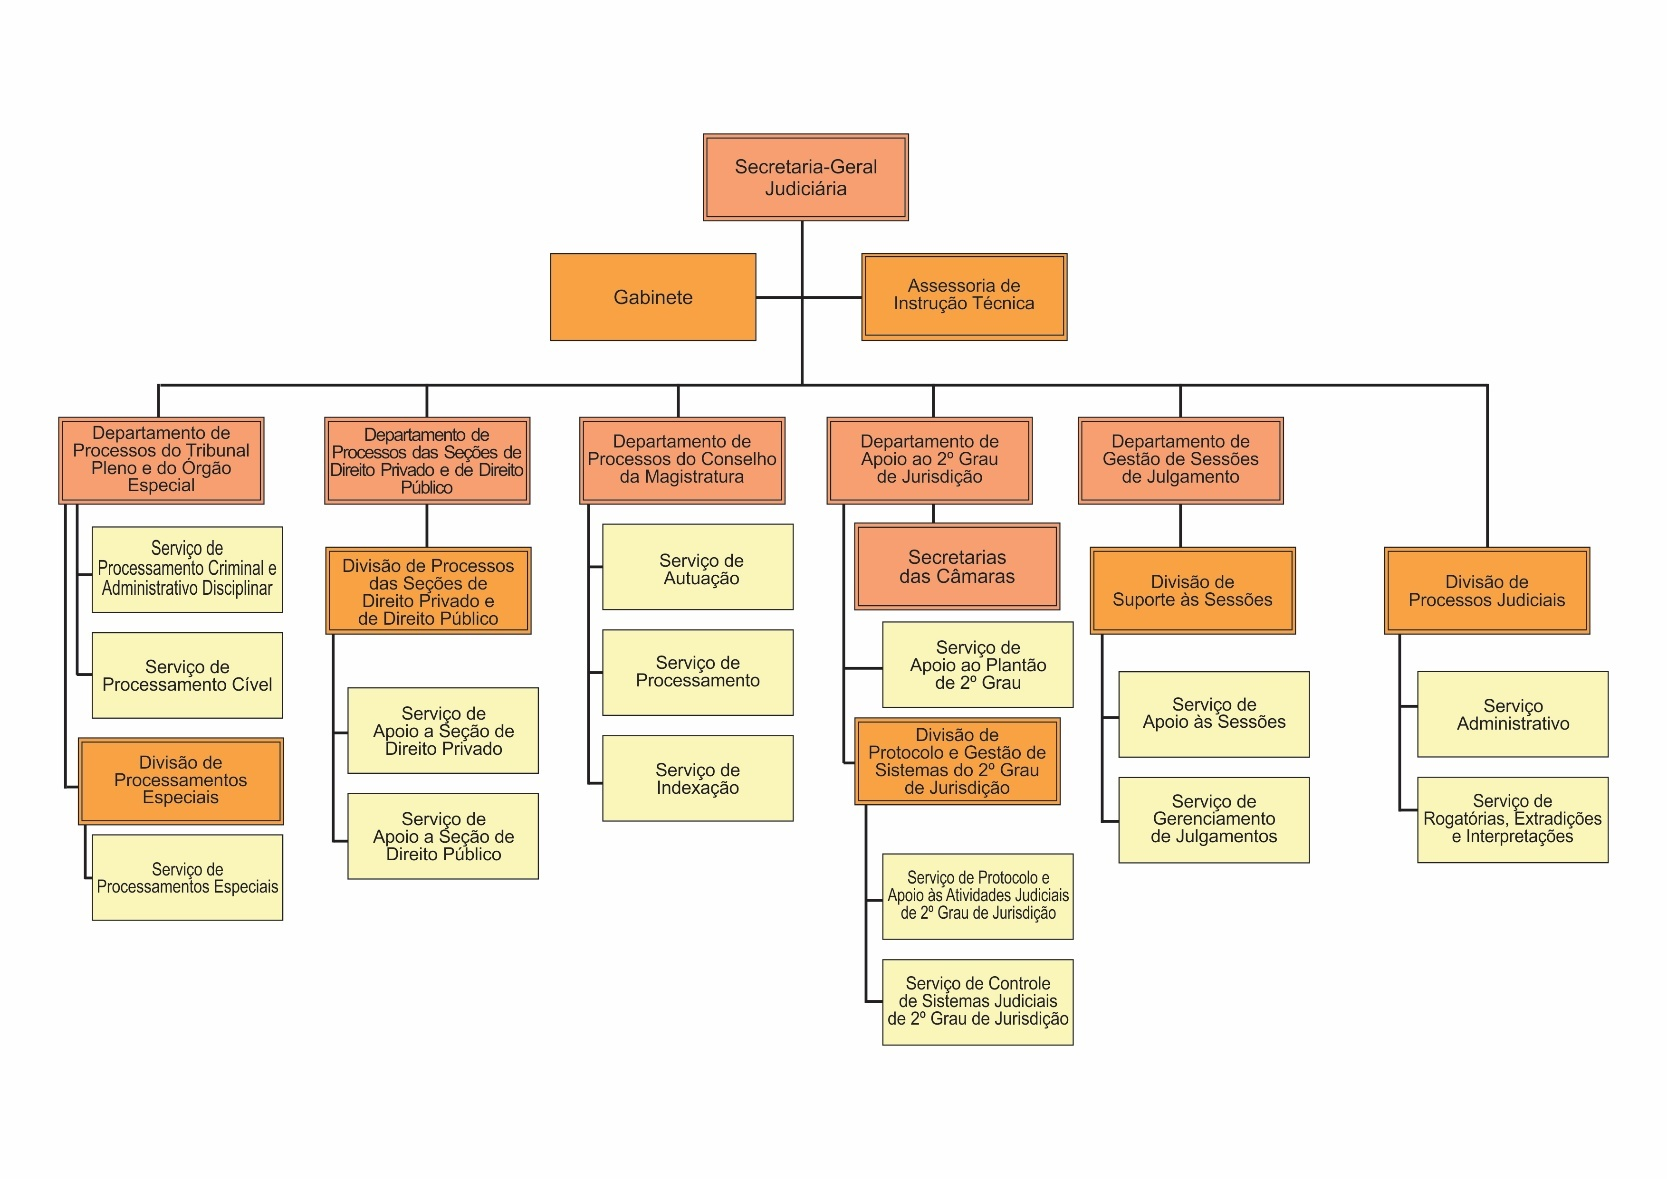 Secretaria-Geral
Judiciária
Gabinete
Assessoria de
Instrução Técnica
Departamento de
Processos do Tribunal
Pleno e do Órgão
Especial
Serviço de
Processamento Criminal e
Administrativo Disciplinar
Serviço de
Processamento Cível
Divisão de
Processamentos
Especiais
Serviço de
Processamentos Especiais
Departamento de
Processos das Seções de
Direito Privado e de Direito
Público
Divisão de Processos
das Seções de
Direito Privado e
de Direito Público
Serviço de
Apoio a Seção de
Direito Privado
Serviço de
Apoio a Seção de
Direito Público
Departamento de
Processos do Conselho
da Magistratura
Serviço de
Autuação
Serviço de
Processamento
Serviço de
Indexação
Departamento de
Apoio ao 2º Grau
de Jurisdição
Secretarias
das Câmaras
Serviço de
Apoio ao Plantão
de 2º Grau
Divisão de
Protocolo e Gestão de
Sistemas do 2º Grau
de Jurisdição
Serviço de Protocolo e
Apoio às Atividades Judiciais
de 2º Grau de Jurisdição
Serviço de Controle
de Sistemas Judiciais
de 2º Grau de Jurisdição
Departamento de
Gestão de Sessões
de Julgamento
Divisão de
Suporte às Sessões
Serviço de
Apoio às Sessões
Serviço de
Gerenciamento
de Julgamentos
Divisão de
Processos Judiciais
Serviço
Administrativo
Serviço de
Rogatórias, Extradições
e Interpretações